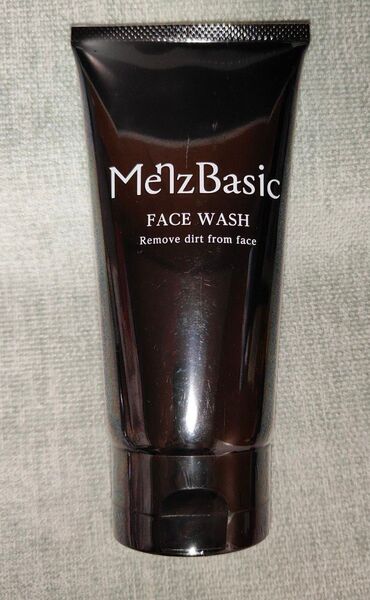 MenzBasic
FACE WASH
Remove dirt from face